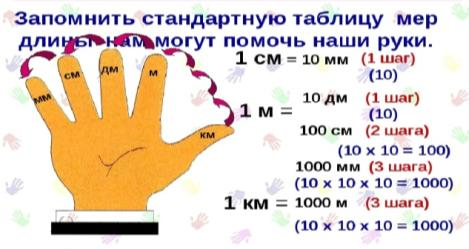 Запомнить стандартную таблицу мер
длины нам могут помочь наши руки.
мм
см
дм
м
км
1 см = 10 мм (1 шаг)
(10)
1 м =
10 дм (1 шаг)
(10)
100 см (2 шага)
(10 х 10 = 100)
1000 мм (3 шага)
(10 х 10 х 10 = 1000)
1 км = 1000 м (3 шага)
(10 х 10 х 10 = 1000)